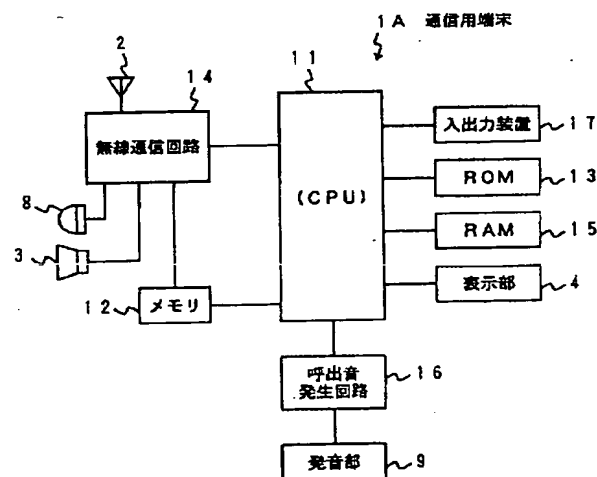 1A 通信用端末
2
14
11
無線通信回路
(CPU)
入出力装置
17
ROM
13
8
RAM
15
3
表示部
4
12
メモリ
呼出音
発生回路
16
発音部
9